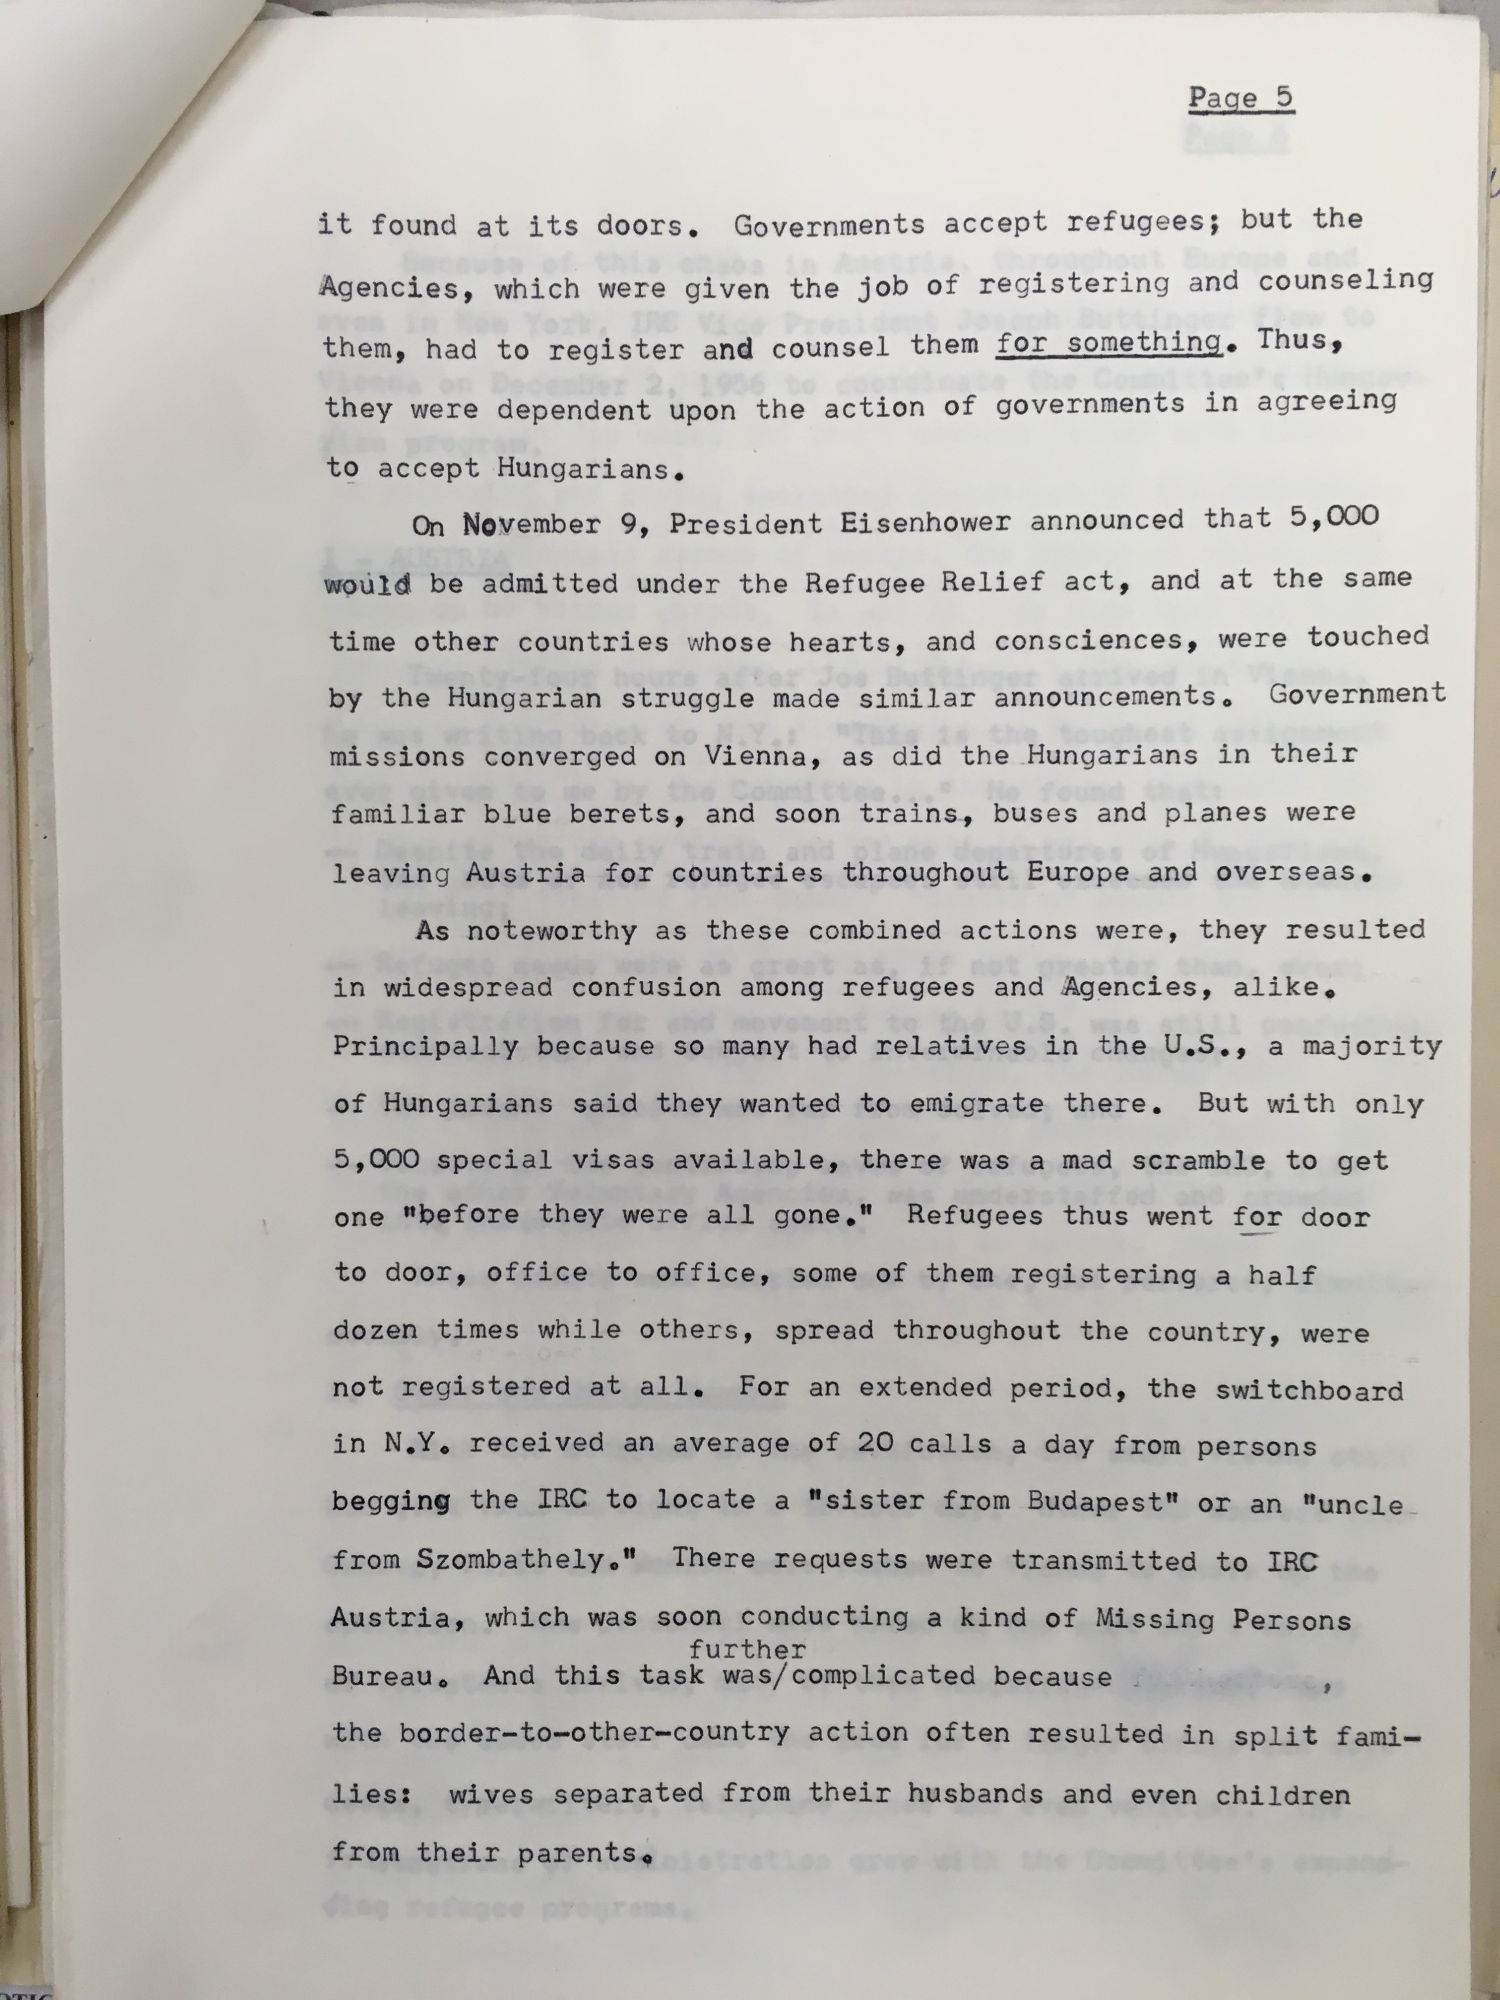 Page 5
it found at its doors.  Governments accept refugees; but the
Agencies, which were given the job of registering and counseling
them, had to register and counsel them for something. Thus,
they were dependent upon the action of governments in agreeing
to accept Hungarians.
On November 9, President Eisenhower announced that 5,000
would be admitted under the Refugee Relief act, and at the same
time other countries whose hearts, and consciences, were touched
by the Hungarian struggle made similar announcements.  Government
missions converged on Vienna, as did the Hungarians in their
familiar blue berets, and soon trains, buses and planes were
leaving Austria for countries throughout Europe and overseas.
As noteworthy as these combined actions were, they resulted
in widespread confusion among refugees and Agencies, alike.
Principally because so many had relatives in the U.S., a majority
of Hungarians said they wanted to emigrate there.  But with only
5,000 special visas available, there was a mad scramble to get
one "before they were all gone."  Refugees thus went for door
to door, office to office, some of them registering a half
dozen times while others, spread throughout the country, were
not registered at all.  For an extended period, the switchboard
in N.Y. received an average of 20 calls a day from persons
begging the IRC to locate a "sister from Budapest" or an "uncle
from Szombathely."  There requests were transmitted to IRC
Austria, which was soon conducting a kind of Missing Persons
further
Bureau.  And this task was/complicated because ,
the border-to-other-country action often resulted in split fami-
lies:  wives separated from their husbands and even children
from their parents.